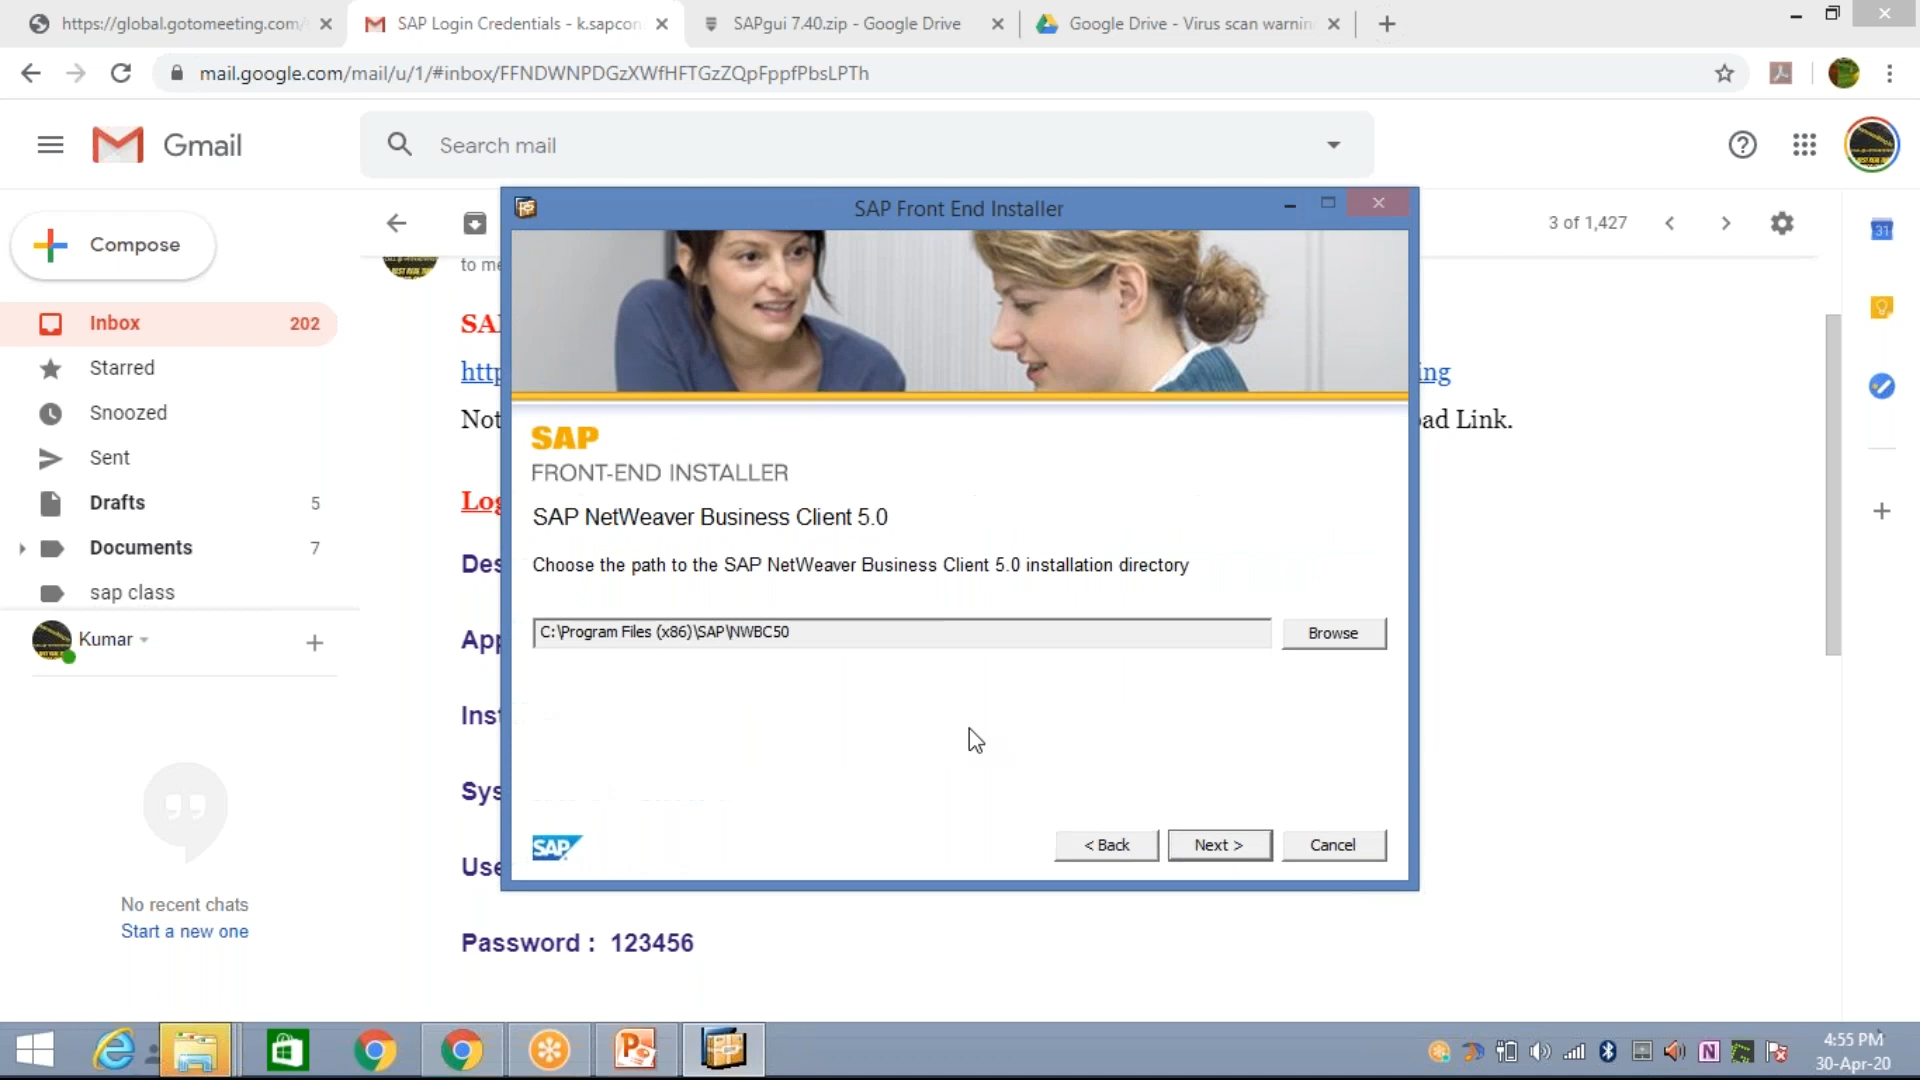 https://global.gotomeeting.com/
SAP Login Credentials - k.sapcon
SAPgui 7.40.zip - Google Drive
Google Drive - Virus scan warnin
mail.google.com/mail/u/1/#inbox/FFNDWNPDGzXWfHFTGzZQpFppfPbsLPTh
Gmail
Search mail
SAP Front End Installer
Compose
3 of 1,427
31
to me
Inbox 202
SAP
Starred
http
ing
Snoozed
Not
oad Link.
SAP
Sent
FRONT-END INSTALLER
Drafts 5
Log
SAP NetWeaver Business Client 5.0
Documents 7
Des
Choose the path to the SAP NetWeaver Business Client 5.0 installation directory
sap class
Kumar
App
C:\Program Files (x86)\SAP\NWBC50
Browse
Inst
Sys
SAP
< Back
Next >
Cancel
Use
No recent chats
Start a new one
Password : 123456
4:55 PM
30-Apr-20